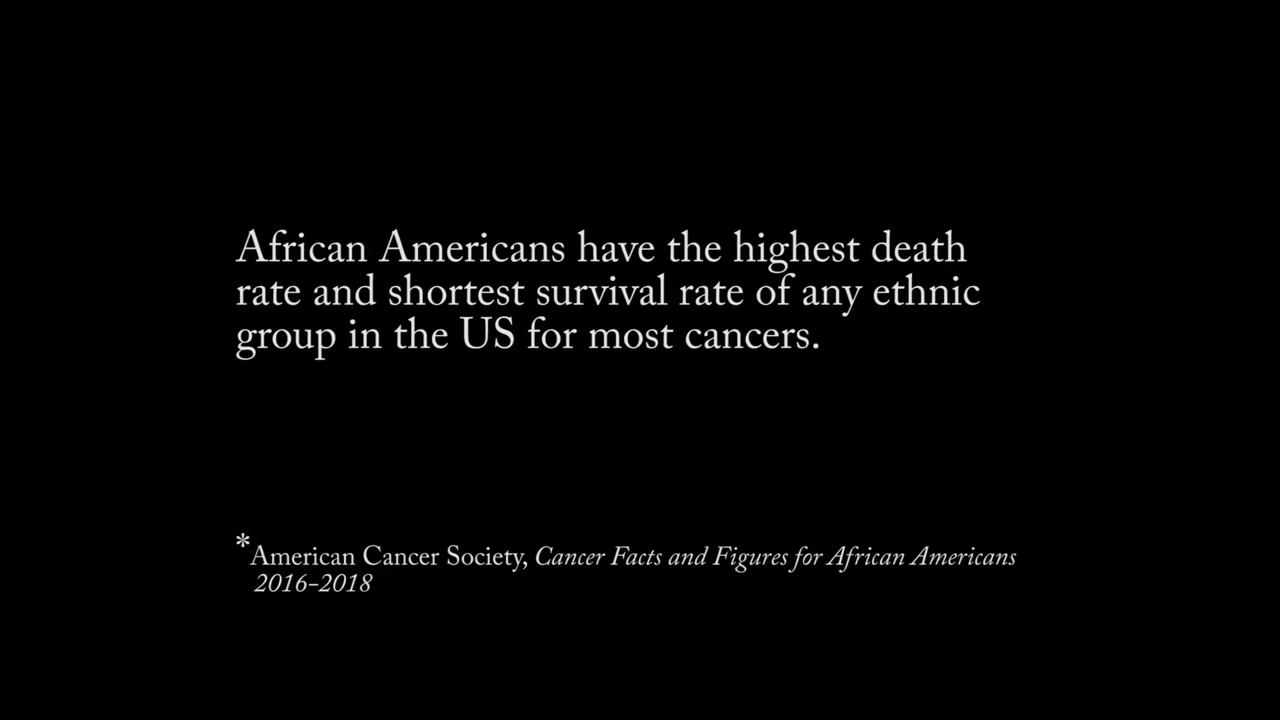 African Americans have the highest death
rate and shortest survival rate of any ethnic
group in the US for most cancers.
*American Cancer Society, Cancer Facts and Figures for African Americans
2016-2018